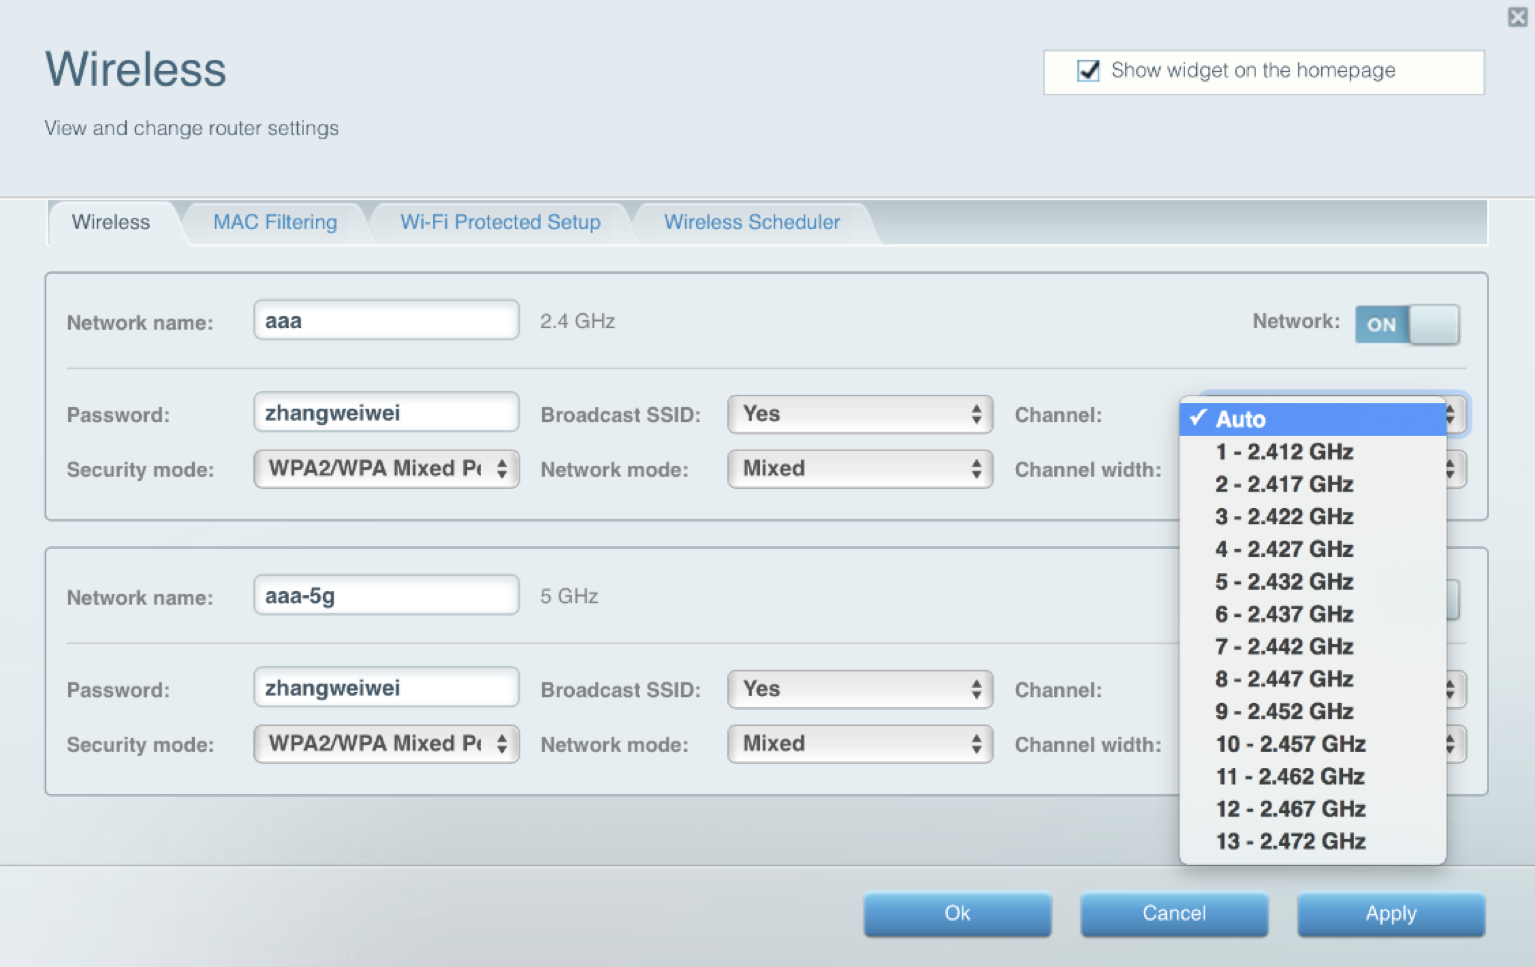 Wireless
Show widget on the homepage
View and change router settings
Wireless MAC Filtering Wi-Fi Protected Setup Wireless Scheduler
Network name: aaa 2.4 GHz Network: ON
Password: zhangweiwei Broadcast SSID: Yes Channel:
Security mode: WPA2/WPA Mixed Network mode: Mixed Channel width:
✓ Auto
1 - 2.412 GHz
2 - 2.417 GHz
3 - 2.422 GHz
4 - 2.427 GHz
5 - 2.432 GHz
6 - 2.437 GHz
7 - 2.442 GHz
8 - 2.447 GHz
9 - 2.452 GHz
10 - 2.457 GHz
11 - 2.462 GHz
12 - 2.467 GHz
13 - 2.472 GHz
Network name: aaa-5g 5 GHz
Password: zhangweiwei Broadcast SSID: Yes Channel:
Security mode: WPA2/WPA Mixed Network mode: Mixed Channel width:
Ok Cancel Apply